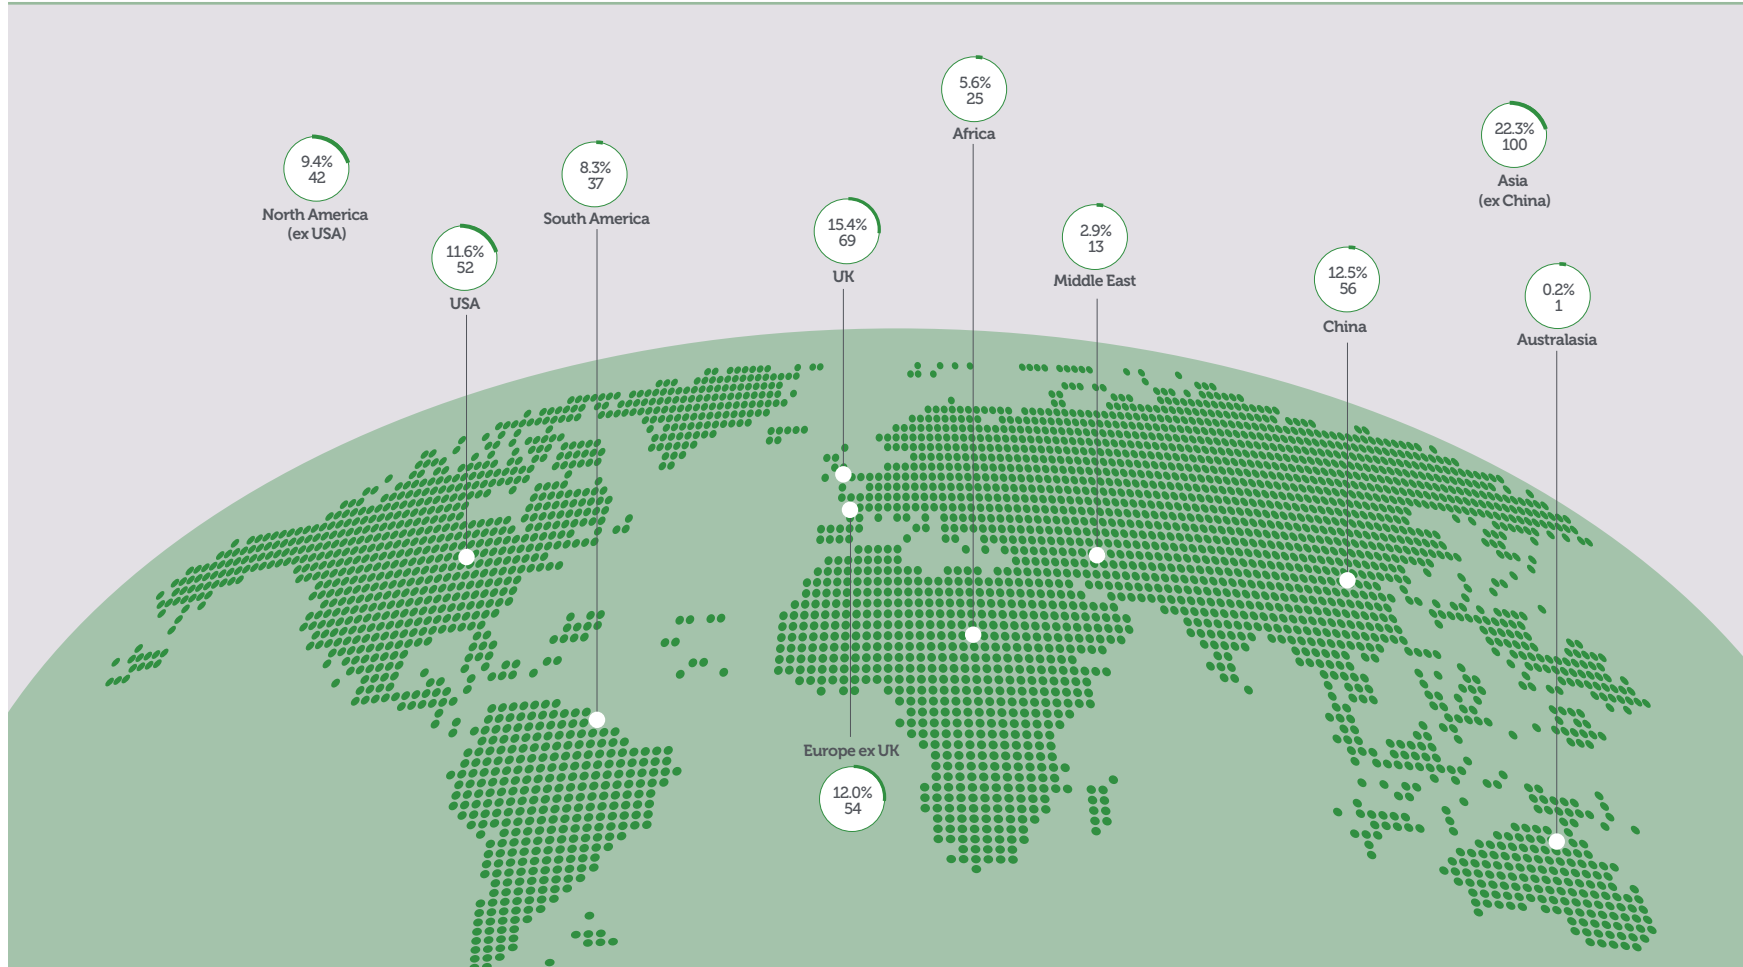 5.6%
25
Africa
22.3%
100
Asia
(ex China)
9.4%
42
North America
(ex USA)
8.3%
37
South America
15.4%
69
UK
2.9%
13
Middle East
11.6%
52
USA
12.5%
56
China
0.2%
1
Australasia
Europe ex UK
12.0%
54